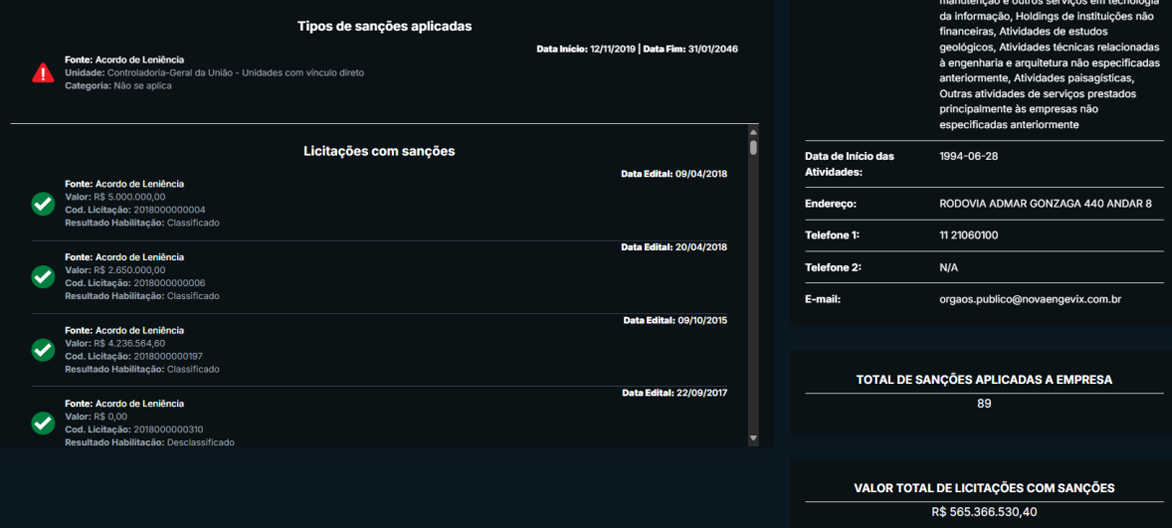 Tipos de sanções aplicadas
Data Início: 12/11/2019 | Data Fim: 31/01/2046
Fonte: Acordo de Leniência
Unidade: Controladoria-Geral da União - Unidades com vínculo direto
Categoria: Não se aplica
Licitações com sanções
Data Edital: 09/04/2018
Fonte: Acordo de Leniência
Valor: R$ 5.000.000,00
Cod. Licitação: 2018000000004
Resultado Habilitação: Classificado
Data Edital: 20/04/2018
Fonte: Acordo de Leniência
Valor: R$ 2.650.000,00
Cod. Licitação: 2018000000006
Resultado Habilitação: Classificado
Data Edital: 09/10/2015
Fonte: Acordo de Leniência
Valor: R$ 4.236.564,60
Cod. Licitação: 2018000000197
Resultado Habilitação: Classificado
Data Edital: 22/09/2017
Fonte: Acordo de Leniência
Valor: R$ 0,00
Cod. Licitação: 2018000000310
Resultado Habilitação: Desclassificado
manutenção e outros serviços em tecnologia
da informação, Holdings de instituições não
financeiras, Atividades de estudos
geológicos, Atividades técnicas relacionadas
à engenharia e arquitetura não especificadas
anteriormente, Atividades paisagísticas,
Outras atividades de serviços prestados
principalmente às empresas não
especificadas anteriormente
Data de Início das Atividades: 1994-06-28
Endereço: RODOVIA ADMAR GONZAGA 440 ANDAR 8
Telefone 1: 11 21060100
Telefone 2: N/A
E-mail: orgaos.publico@novaengevix.com.br
TOTAL DE SANÇÕES APLICADAS A EMPRESA
89
VALOR TOTAL DE LICITAÇÕES COM SANÇÕES
R$ 565.366.530,40